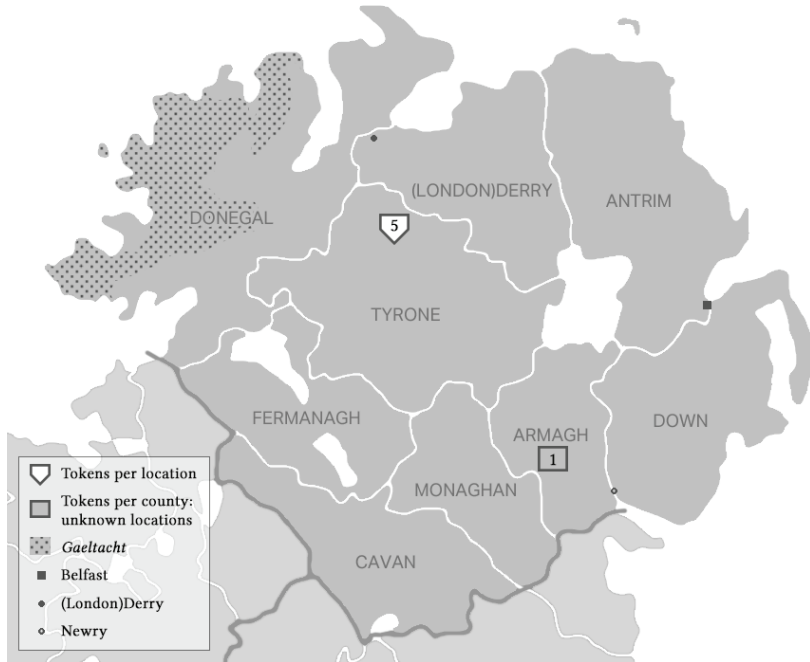 (LONDON)DERRY
ANTRIM
DONEGAL
5
TYRONE
FERMANAGH
ARMAGH
DOWN
1
MONAGHAN
CAVAN
Tokens per location
Tokens per county:
unknown locations
Gaeltacht
Belfast
(London)Derry
Newry